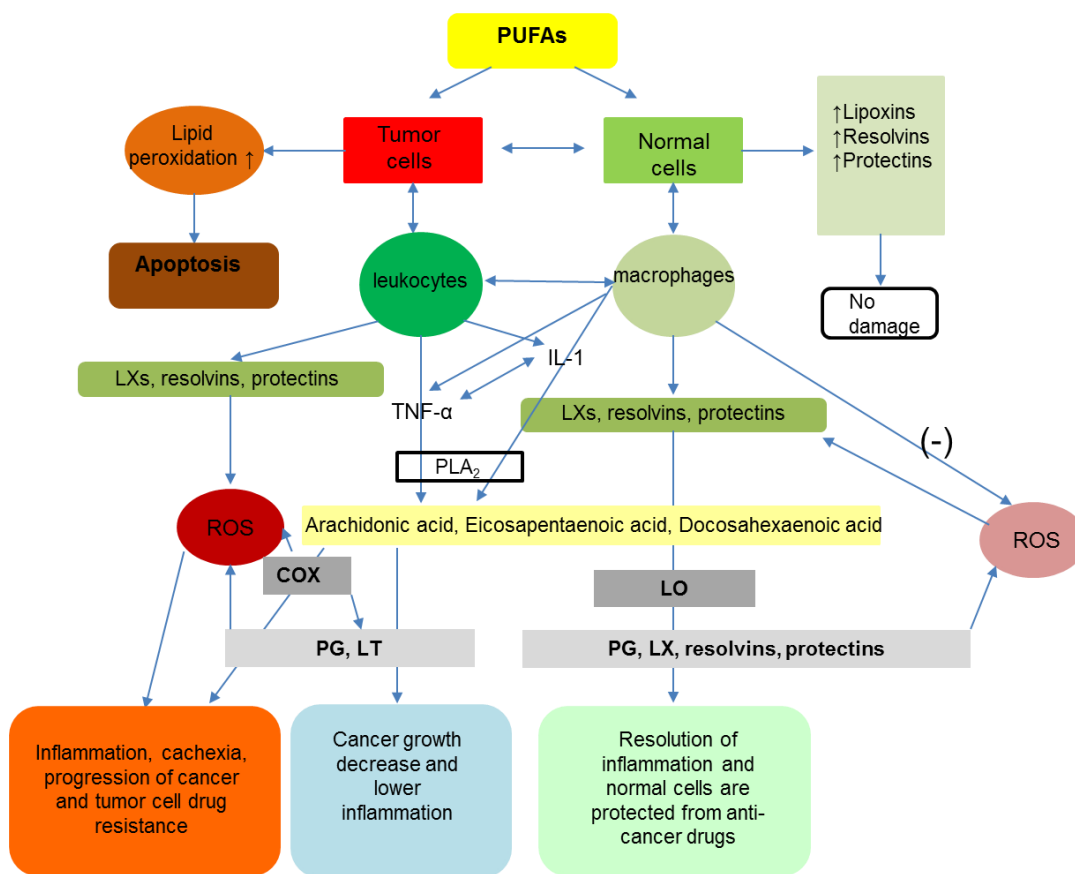 PUFAs
Lipid
peroxidation ↑
Tumor
cells
Normal
cells
↑Lipoxins
↑Resolvins
↑Protectins
Apoptosis
leukocytes
macrophages
No
damage
LXs, resolvins, protectins
IL-1
TNF-α
LXs, resolvins, protectins
(-)
PLA₂
Arachidonic acid, Eicosapentaenoic acid, Docosahexaenoic acid
ROS
ROS
COX
LO
PG, LT
PG, LX, resolvins, protectins
Inflammation, cachexia,
progression of cancer
and tumor cell drug
resistance
Cancer growth
decrease and
lower
inflammation
Resolution of
inflammation and
normal cells are
protected from anti-
cancer drugs